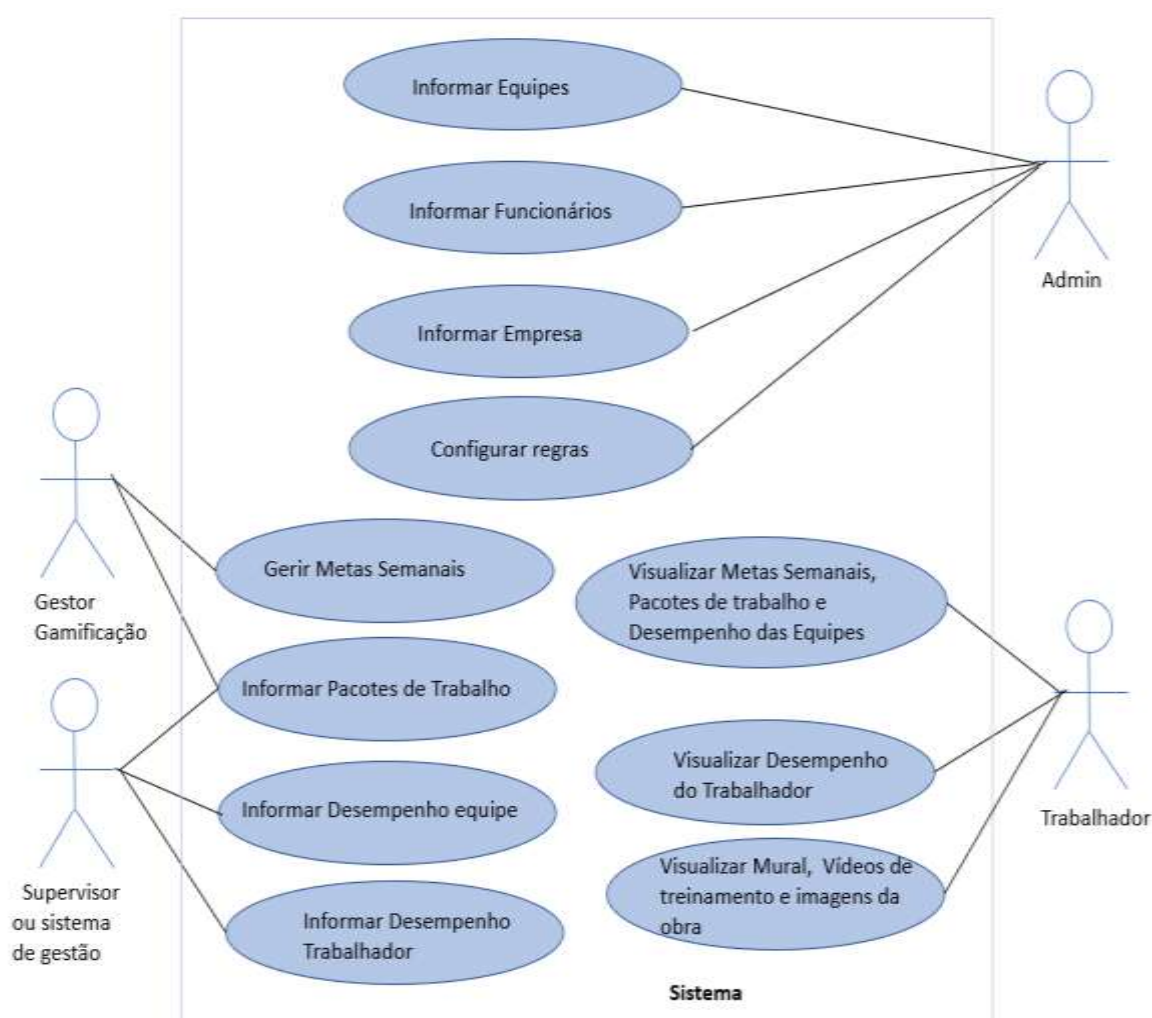 Informar Equipes
Informar Funcionários
Admin
Informar Empresa
Configurar regras
Gerir Metas Semanais
Visualizar Metas Semanais,
Pacotes de trabalho e
Desempenho das Equipes
Gestor
Gamificação
Informar Pacotes de Trabalho
Visualizar Desempenho
do Trabalhador
Informar Desempenho equipe
Trabalhador
Visualizar Mural, Vídeos de
treinamento e imagens da
obra
Supervisor
ou sistema
de gestão
Informar Desempenho
Trabalhador
Sistema